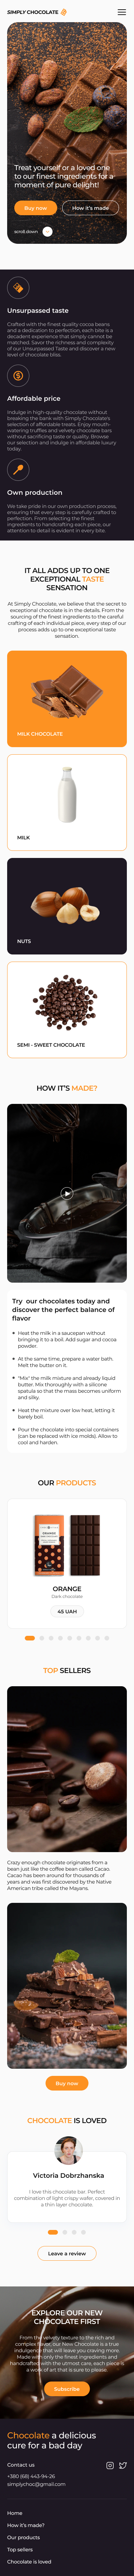 SIMPLY CHOCOLATE
Treat yourself or a loved one
to our finest ingredients for a
moment of pure delight!
Buy now
How it's made
scroll down
Unsurpassed taste
Crafted with the finest quality cocoa beans
and a dedication to perfection, each bite is a
decadent experience that simply cannot be
matched. Savor the richness and complexity
of our Unsurpassed Taste and discover a new
level of chocolate bliss.
Affordable price
Indulge in high-quality chocolate without
breaking the bank with Simply Chocolate's
selection of affordable treats. Enjoy mouth-
watering truffles and velvety chocolate bars
without sacrificing taste or quality. Browse
our selection and indulge in affordable luxury
today.
Own production
We take pride in our own production process,
ensuring that every piece is carefully crafted to
perfection. From selecting the finest
ingredients to handcrafting each piece, our
attention to detail is evident in every bite.
IT ALL ADDS UP TO ONE
EXCEPTIONAL TASTE
SENSATION
At Simply Chocolate, we believe that the secret to
exceptional chocolate is in the details. From the
sourcing of the finest ingredients to the careful
crafting of each individual piece, every step of our
process adds up to one exceptional taste
sensation.
MILK CHOCOLATE
MILK
NUTS
SEMI - SWEET CHOCOLATE
HOW IT'S MADE?
Try our chocolates today and
discover the perfect balance of
flavor
Heat the milk in a saucepan without
bringing it to a boil. Add sugar and cocoa
powder.
At the same time, prepare a water bath.
Melt the butter on it.
"Mix" the milk mixture and already liquid
butter. Mix thoroughly with a silicone
spatula so that the mass becomes uniform
and silky.
Heat the mixture over low heat, letting it
barely boil.
Pour the chocolate into special containers
(can be replaced with ice molds). Allow to
cool and harden.
OUR PRODUCTS
ORANGE
ORANGE
Dark chocolate
45 UAH
TOP SELLERS
Crazy enough chocolate originates from a
bean just like the coffee bean called Cacao.
Cacao has been around for thousands of
years and was first discovered by the Native
American tribe called the Mayans.
Buy now
CHOCOLATE IS LOVED
Victoria Dobrzhanska
I love this chocolate bar. Perfect
combination of light crispy wafer, covered in
a thin layer chocolate.
Leave a review
EXPLORE OUR NEW
CHOCOLATE FIRST
From the velvety texture to the rich and
complex flavor, our New Chocolate is a true
indulgence that will leave you craving more.
Made with only the finest ingredients and
handcrafted with the utmost care, each piece is
a work of art that is sure to please.
Subscribe
Chocolate a delicious
cure for a bad day
Contact us
+380 (68) 443-94-26
simplychoc@gmail.com
Home
How it's made?
Our products
Top sellers
Chocolate is loved